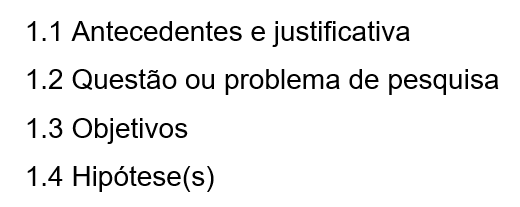 1.1 Antecedentes e justificativa
1.2 Questão ou problema de pesquisa
1.3 Objetivos
1.4 Hipótese(s)